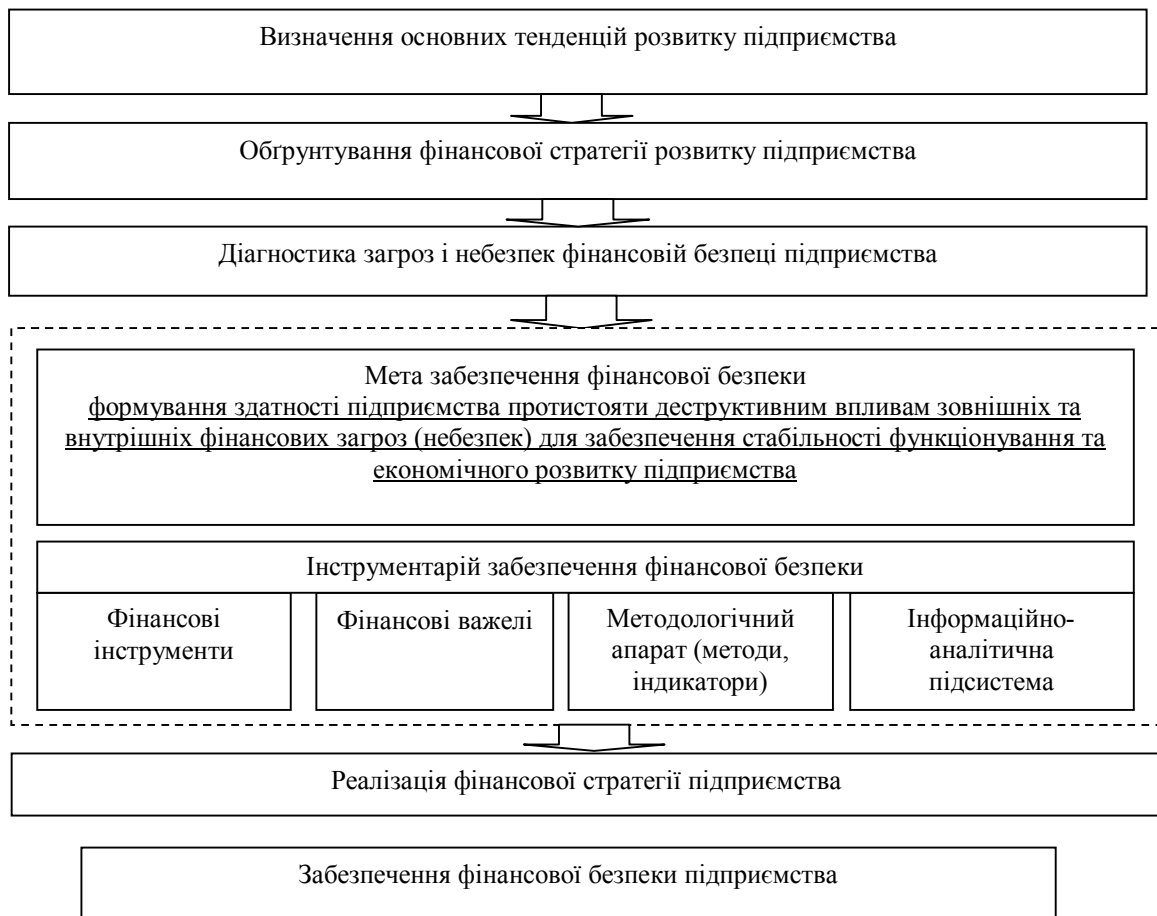 Визначення основних тенденцій розвитку підприємства
Обґрунтування фінансової стратегії розвитку підприємства
Діагностика загроз і небезпек фінансовій безпеці підприємства
Мета забезпечення фінансової безпеки
формування здатності підприємства протистояти деструктивним впливам зовнішніх та
внутрішніх фінансових загроз (небезпек) для забезпечення стабільності функціонування та
економічного розвитку підприємства
Інструментарій забезпечення фінансової безпеки
Фінансові
інструменти
Фінансові важелі
Методологічний
апарат (методи,
індикатори)
Інформаційно-
аналітична
підсистема
Реалізація фінансової стратегії підприємства
Забезпечення фінансової безпеки підприємства